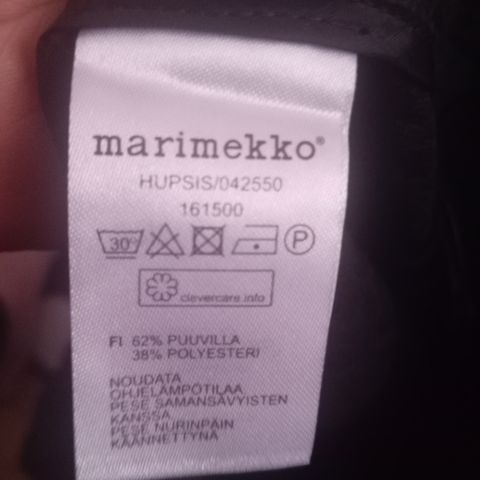 marimekko®
HUPSIS/042550
161500
30°
P
clevercare.info
FI 62% PUUVILLA
38% POLYESTERI
NOUDATA
OHJELÄMPÖTILAA
PESE SAMANSÄVYISTEN
KANSSA
PESE NURINPÄIN
KÄÄNNETTYNÄ